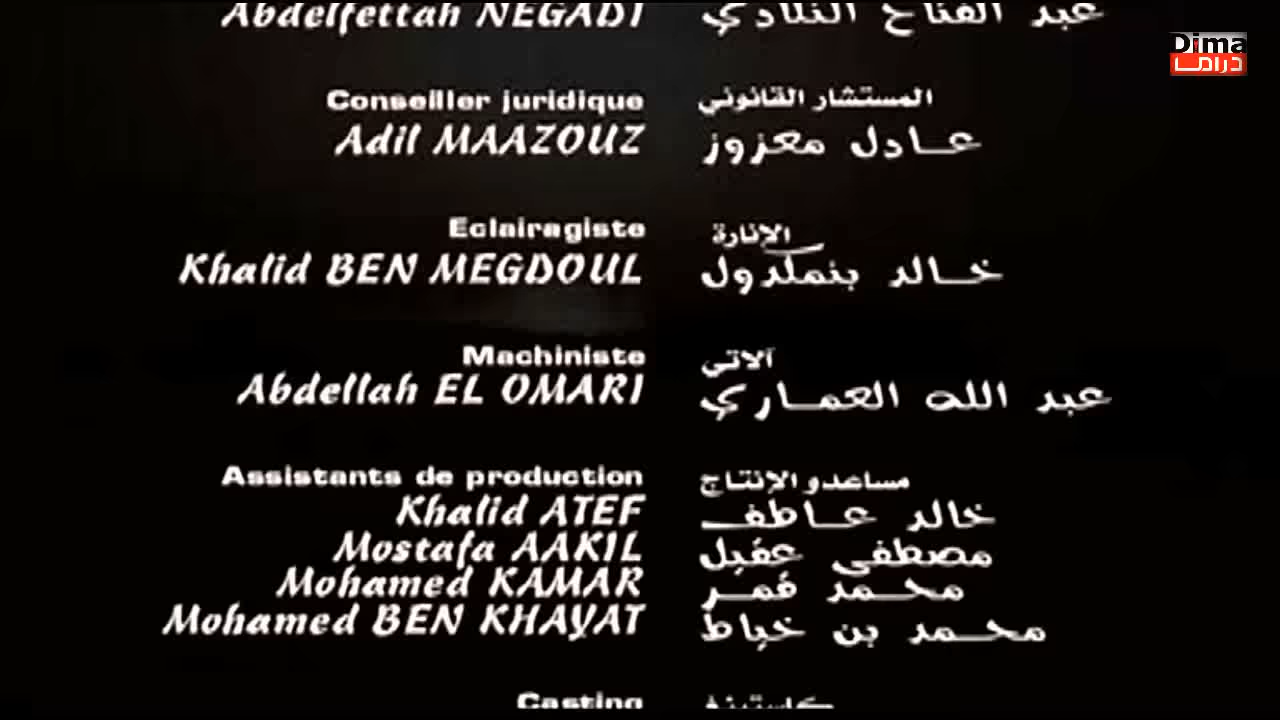 Abdelfettah NEGADI عبد الفتاح النكادي
Dima
دراما
Conseiller juridique المستشار القانوني
Adil MAAZOUZ عادل معزوز
Eclairagiste الإنارة
Khalid BEN MEGDOUL خالد بنمكدول
Machiniste آلاتي
Abdellah EL OMARI عبد الله العماري
Assistants de production مساعدو الإنتاج
Khalid ATEF خالد عاطف
Mostafa AAKIL مصطفى عقيل
Mohamed KAMAR محمد قمر
Mohamed BEN KHAYAT محمد بن خياط
Casting كاستينغ